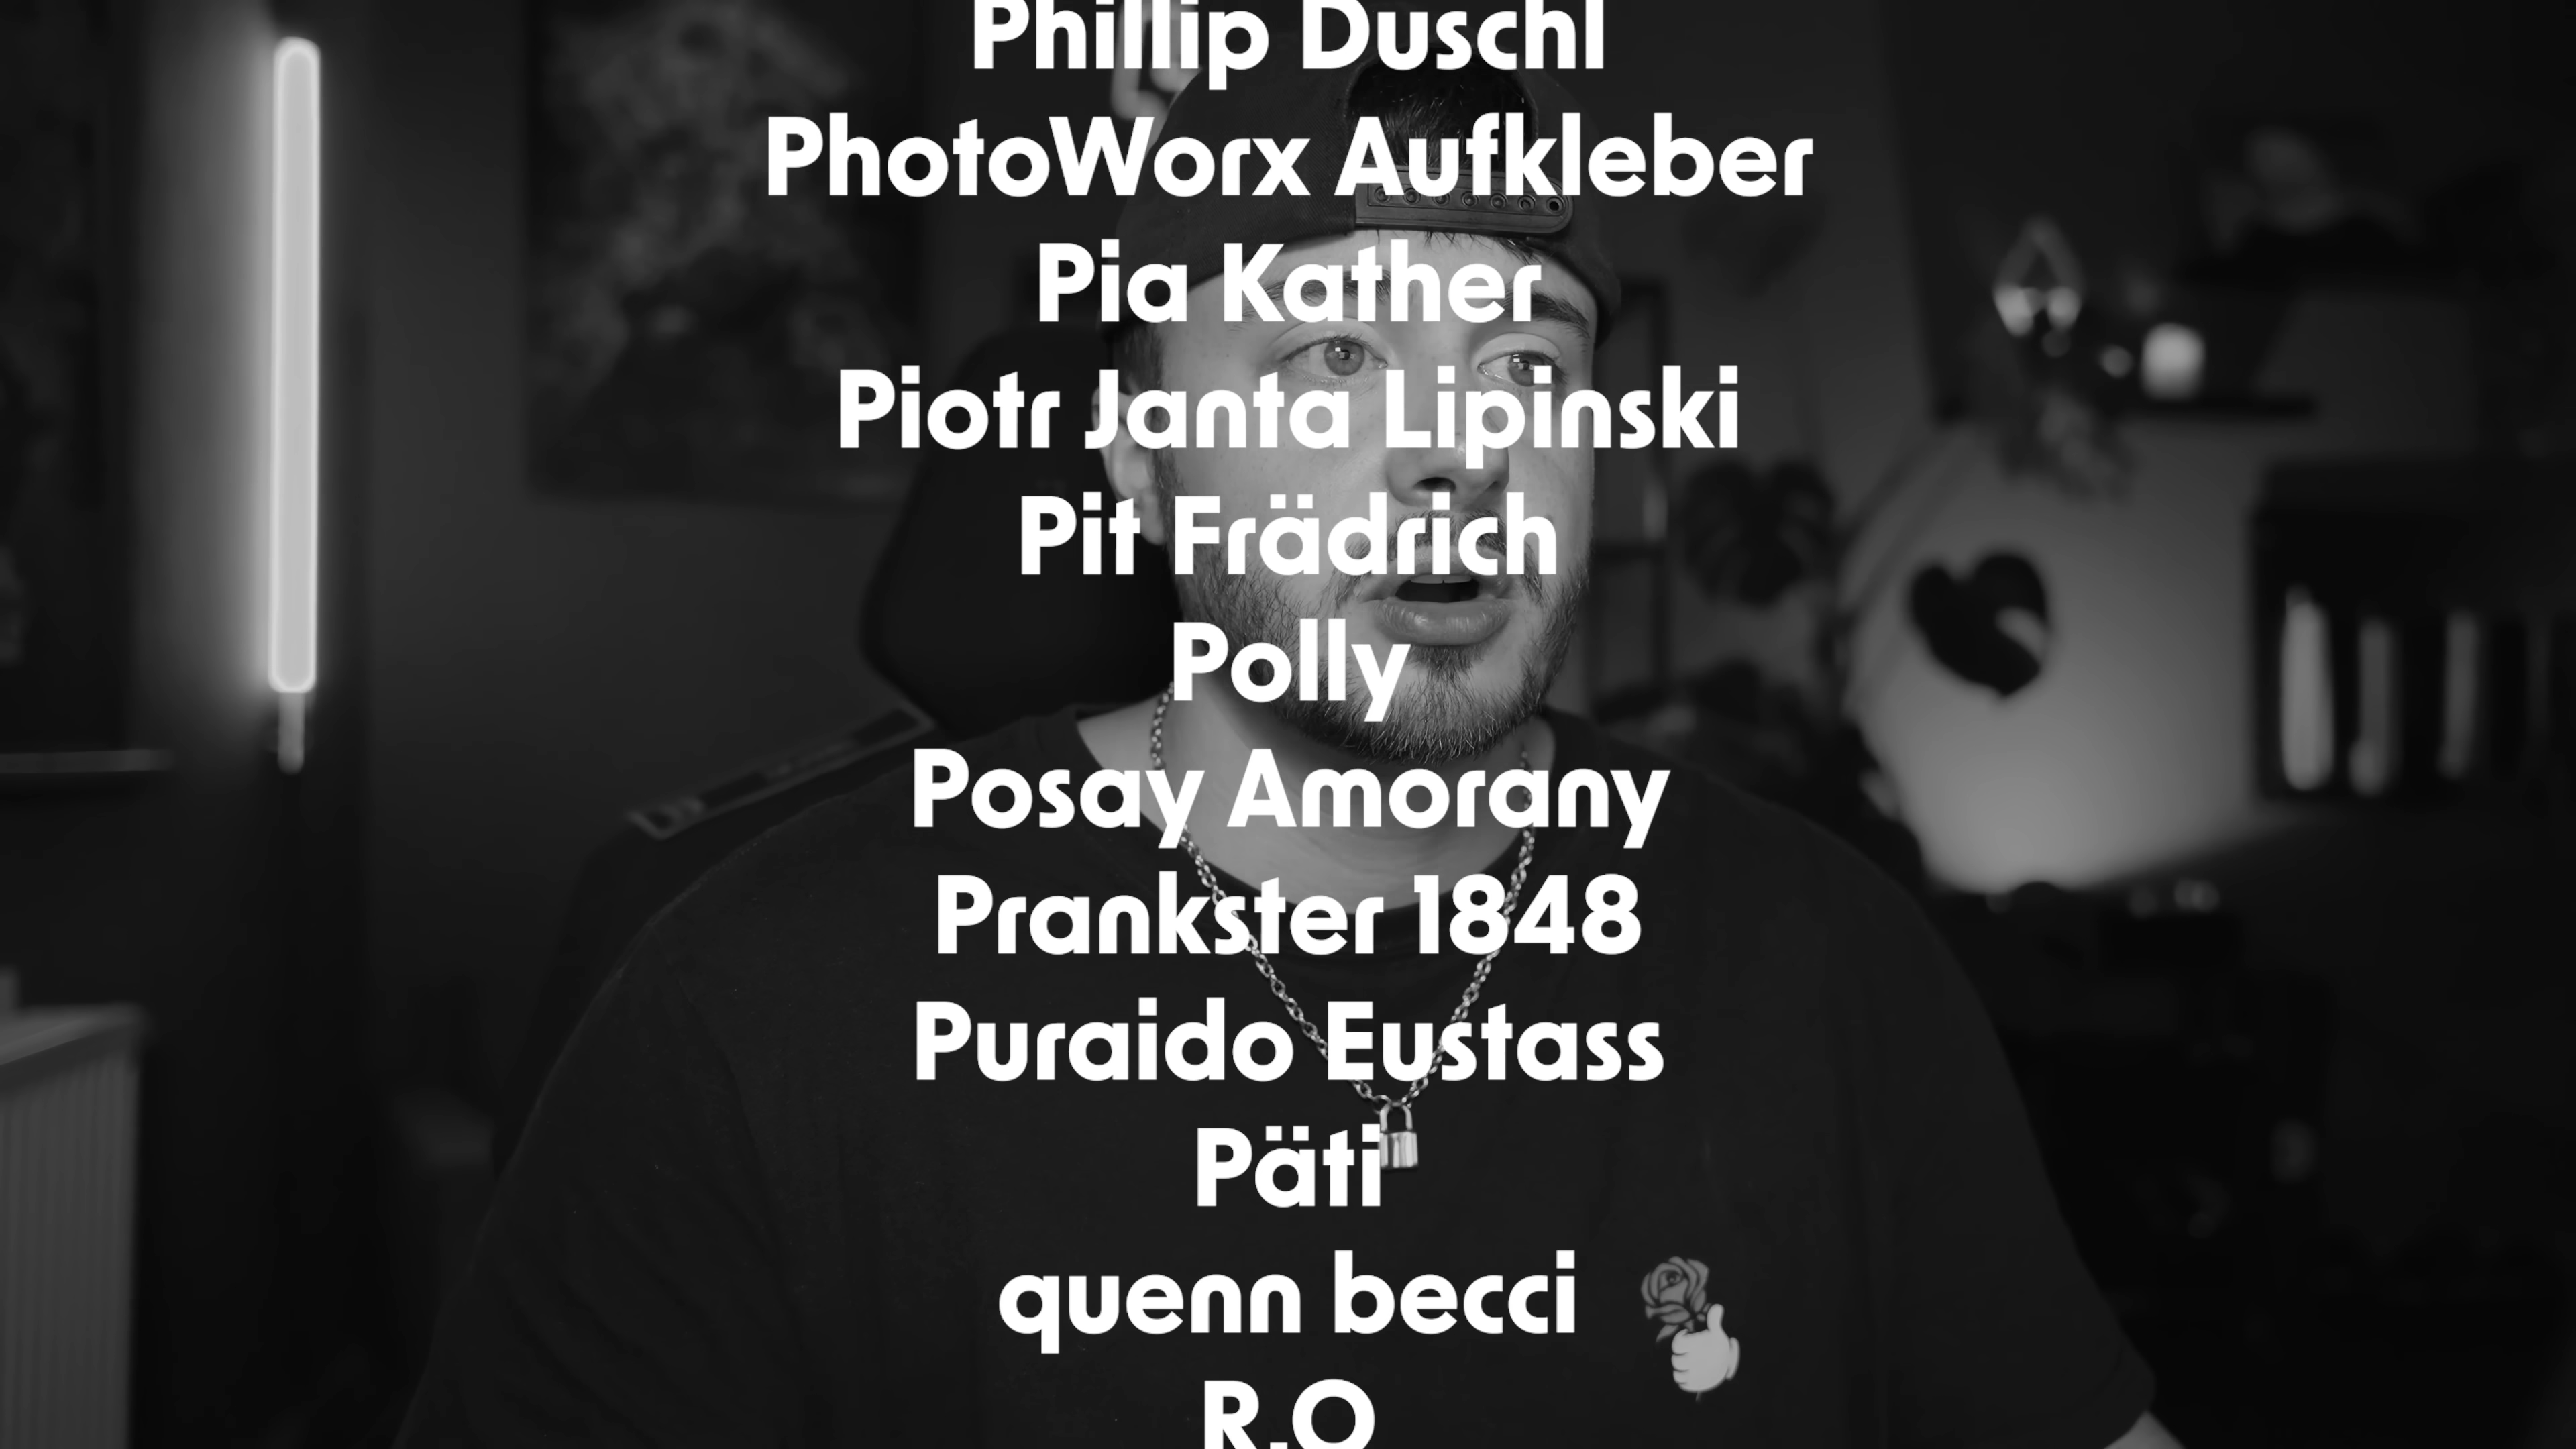 Phillip Duschl
PhotoWorx Aufkleber
Pia Kather
Piotr Janta Lipinski
Pit Frädrich
Polly
Posay Amorany
Prankster 1848
Puraido Eustass
Päti
quenn becci
R.O